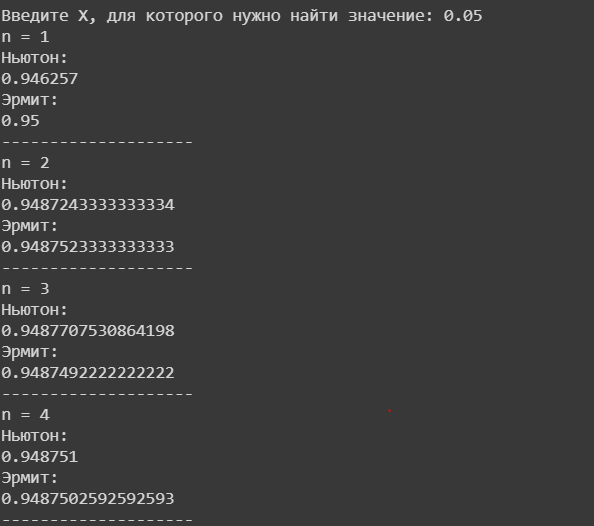 Введите X, для которого нужно найти значение: 0.05
n = 1
Ньютон:
0.946257
Эрмит:
0.95
--------------------
n = 2
Ньютон:
0.9487243333333334
Эрмит:
0.9487523333333333
--------------------
n = 3
Ньютон:
0.9487707530864198
Эрмит:
0.9487492222222222
--------------------
n = 4
Ньютон:
0.948751
Эрмит:
0.9487502592592593
--------------------